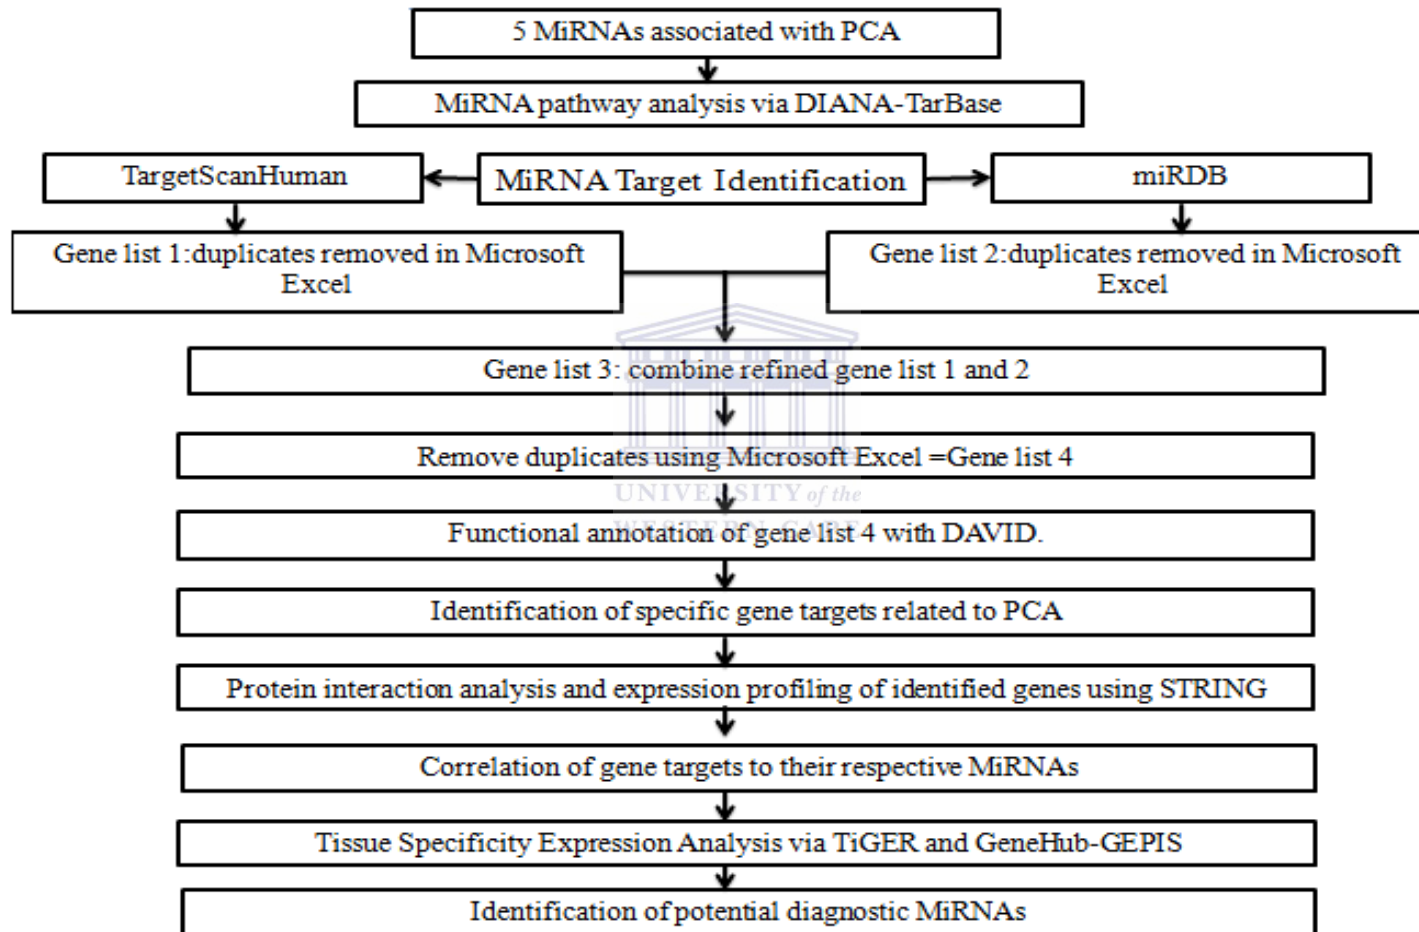 5 MiRNAs associated with PCA
MiRNA pathway analysis via DIANA-TarBase
TargetScanHuman
MiRNA Target Identification
miRDB
Gene list 1:duplicates removed in Microsoft
Excel
Gene list 2:duplicates removed in Microsoft
Excel
Gene list 3: combine refined gene list 1 and 2
Remove duplicates using Microsoft Excel =Gene list 4
UNIVERSITY of the
WESTERN CAPE
Functional annotation of gene list 4 with DAVID.
Identification of specific gene targets related to PCA
Protein interaction analysis and expression profiling of identified genes using STRING
Correlation of gene targets to their respective MiRNAs
Tissue Specificity Expression Analysis via TiGER and GeneHub-GEPIS
Identification of potential diagnostic MiRNAs